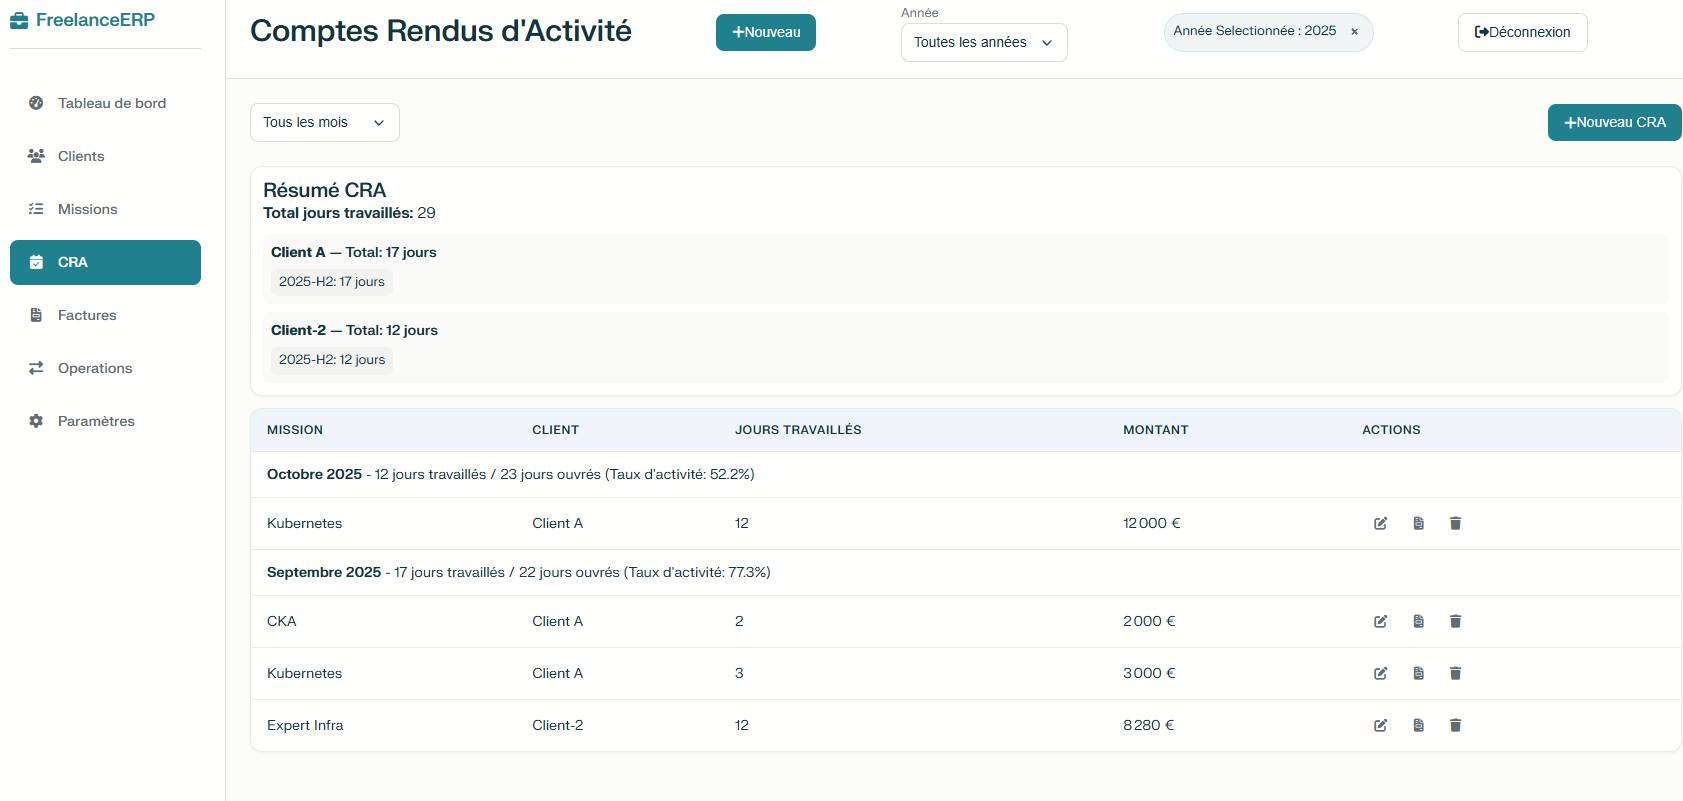 FreelanceERP
Tableau de bord
Clients
Missions
CRA
Factures
Operations
Paramètres
Comptes Rendus d'Activité
+Nouveau
Année
Toutes les années
Année Selectionnée : 2025 ×
Déconnexion
Tous les mois
+Nouveau CRA
Résumé CRA
Total jours travaillés: 29
Client A — Total: 17 jours
2025-H2: 17 jours
Client-2 — Total: 12 jours
2025-H2: 12 jours
MISSION CLIENT JOURS TRAVAILLÉS MONTANT ACTIONS
Octobre 2025 - 12 jours travaillés / 23 jours ouvrés (Taux d'activité: 52.2%)
Kubernetes Client A 12 12 000 €
Septembre 2025 - 17 jours travaillés / 22 jours ouvrés (Taux d'activité: 77.3%)
CKA Client A 2 2 000 €
Kubernetes Client A 3 3 000 €
Expert Infra Client-2 12 8 280 €